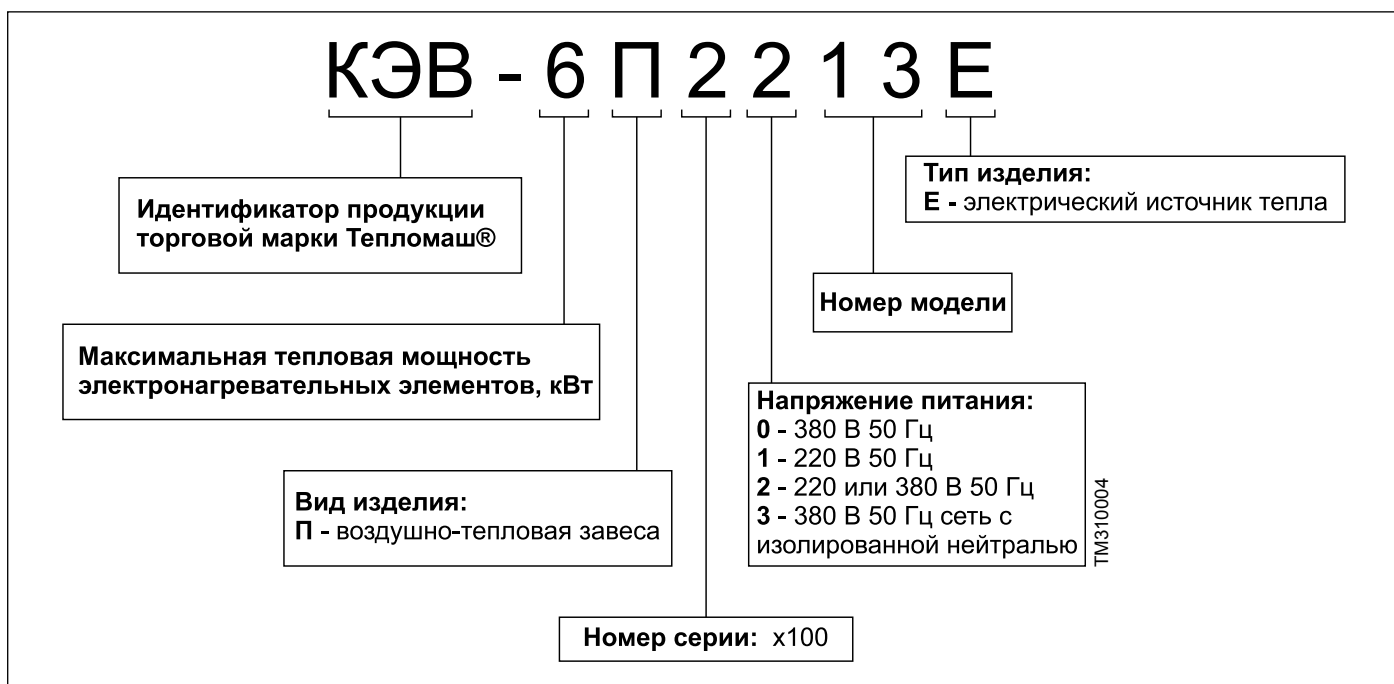 КЭВ - 6 П 2 2 1 3 Е
Тип изделия:
Е - электрический источник тепла
Идентификатор продукции
торговой марки Тепломаш®
Номер модели
Максимальная тепловая мощность
электронагревательных элементов, кВт
Напряжение питания:
0 - 380 В 50 Гц
1 - 220 В 50 Гц
2 - 220 или 380 В 50 Гц
3 - 380 В 50 Гц сеть с
изолированной нейтралью
Вид изделия:
П - воздушно-тепловая завеса
ТМ310004
Номер серии: x100